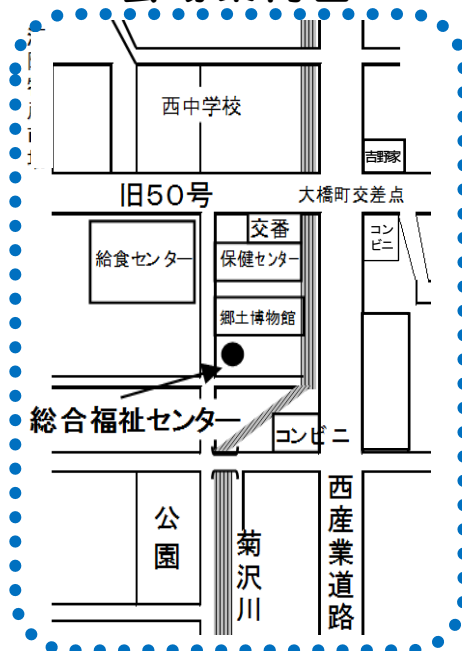 西中学校
吉野家
旧50号
大橋町交差点
交番
コン
ビニ
給食センター
保健センター
郷土博物館
総合福祉センター
コンビニ
公園
菊沢川
西産業道路